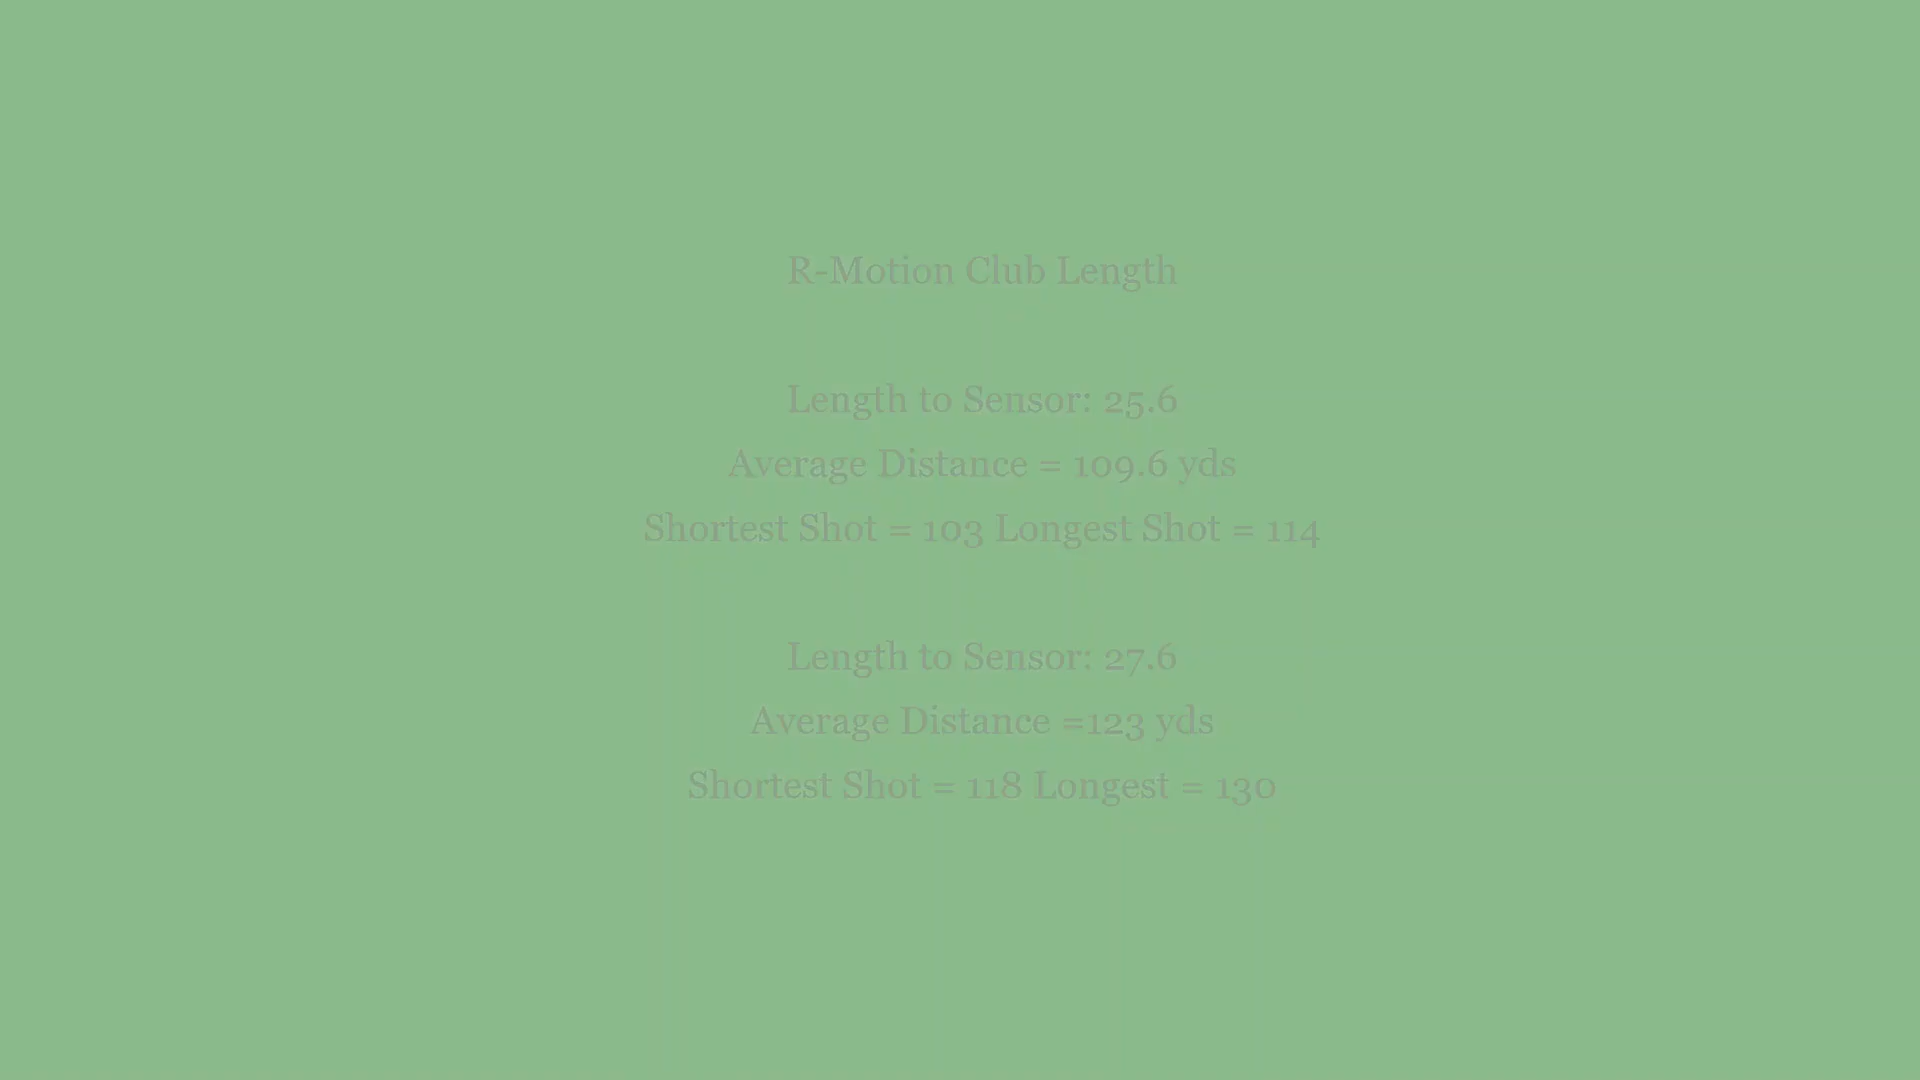 R-Motion Club Length
Length to Sensor: 25.6
Average Distance = 109.6 yds
Shortest Shot = 103 Longest Shot = 114
Length to Sensor: 27.6
Average Distance =123 yds
Shortest Shot = 118 Longest = 130